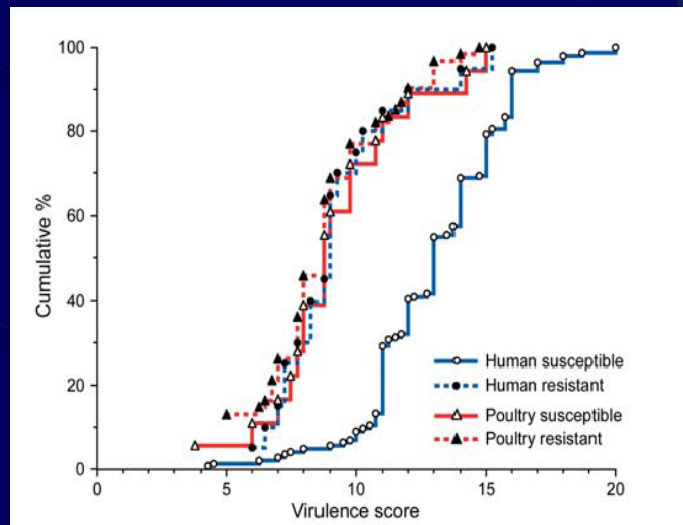 100
80
60
40
20
0
Cumulative %
Human susceptible
Human resistant
Poultry susceptible
Poultry resistant
0 5 10 15 20
Virulence score